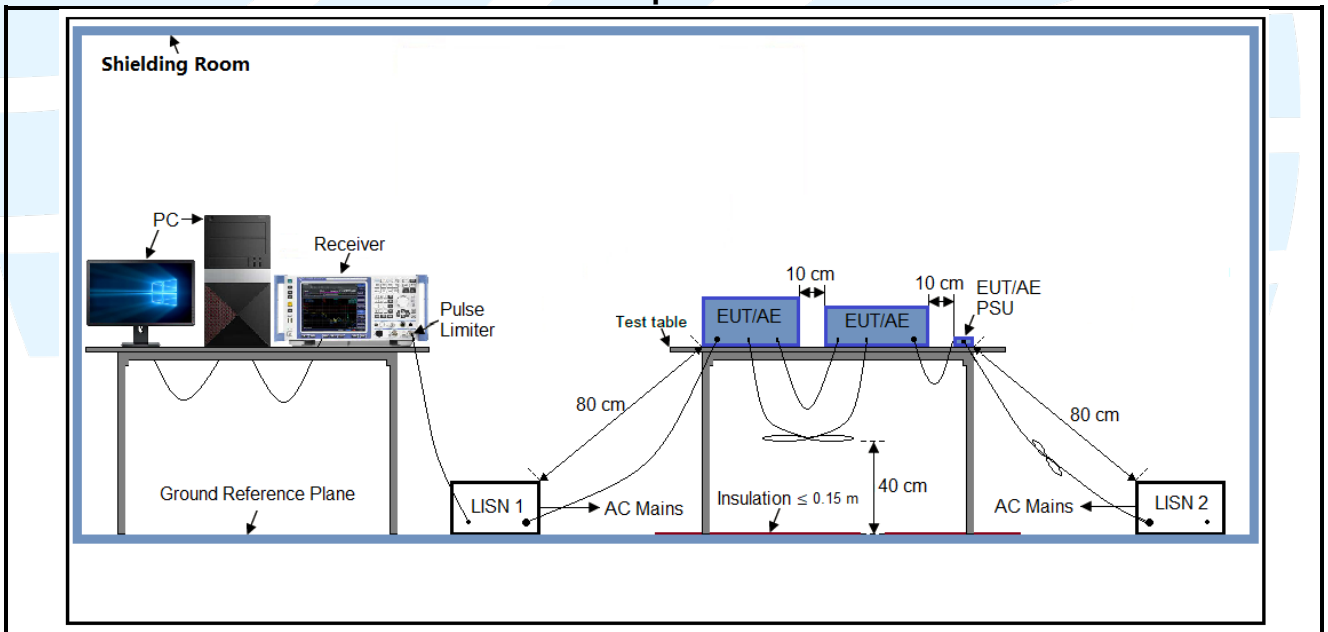 Shielding Room
PC
Receiver
Pulse
Limiter
10 cm
10 cm
EUT/AE
PSU
Test table
EUT/AE
EUT/AE
80 cm
80 cm
40 cm
Ground Reference Plane
LISN 1
AC Mains
Insulation ≤ 0.15 m
AC Mains
LISN 2